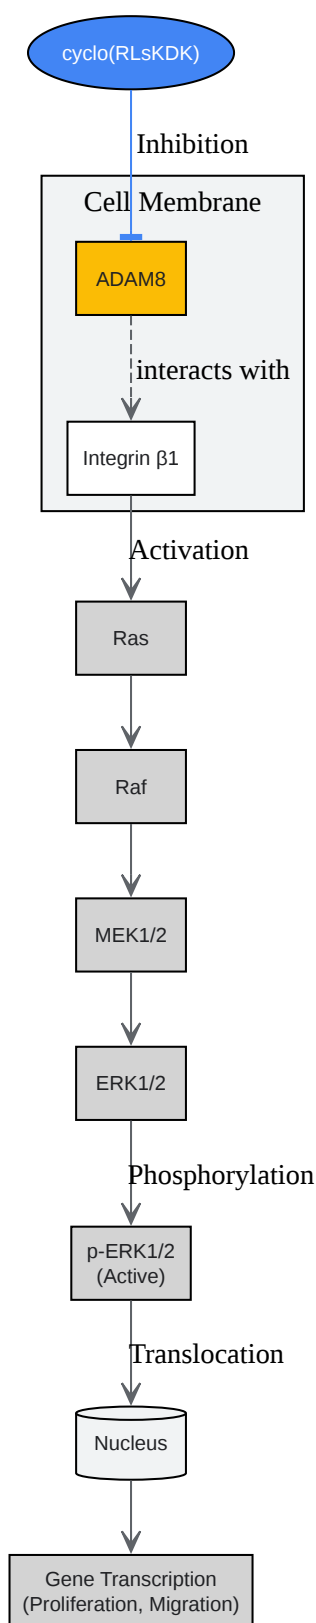 cyclo(RLsKDK)
Inhibition
Cell Membrane
ADAM8
interacts with
Integrin β1
Activation
Ras
Raf
MEK1/2
ERK1/2
Phosphorylation
p-ERK1/2
(Active)
Translocation
Nucleus
Gene Transcription
(Proliferation, Migration)